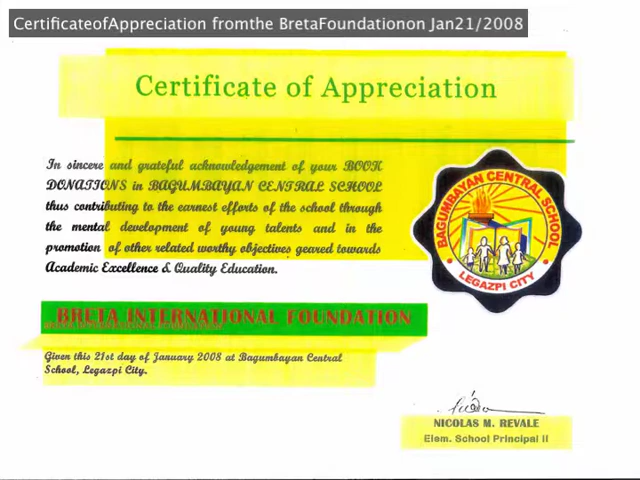 CertificateofAppreciation fromthe BretaFoundationon Jan21/2008
Certificate of Appreciation
In sincere and grateful acknowledgement of your BOOK
DONATIONS in BAGUMBAYAN CENTRAL SCHOOL
thus contributing to the earnest efforts of the school through
the mental development of young talents and in the
promotion of other related worthy objectives geared towards
Academic Excellence & Quality Education.
BAGUMBAYAN CENTRAL SCHOOL
LEGAZPI CITY
BRETA INTERNATIONAL FOUNDATION
Given this 21st day of January 2008 at Bagumbayan Central
School, Legazpi City.
NICOLAS M. REVALE
Elem. School Principal II